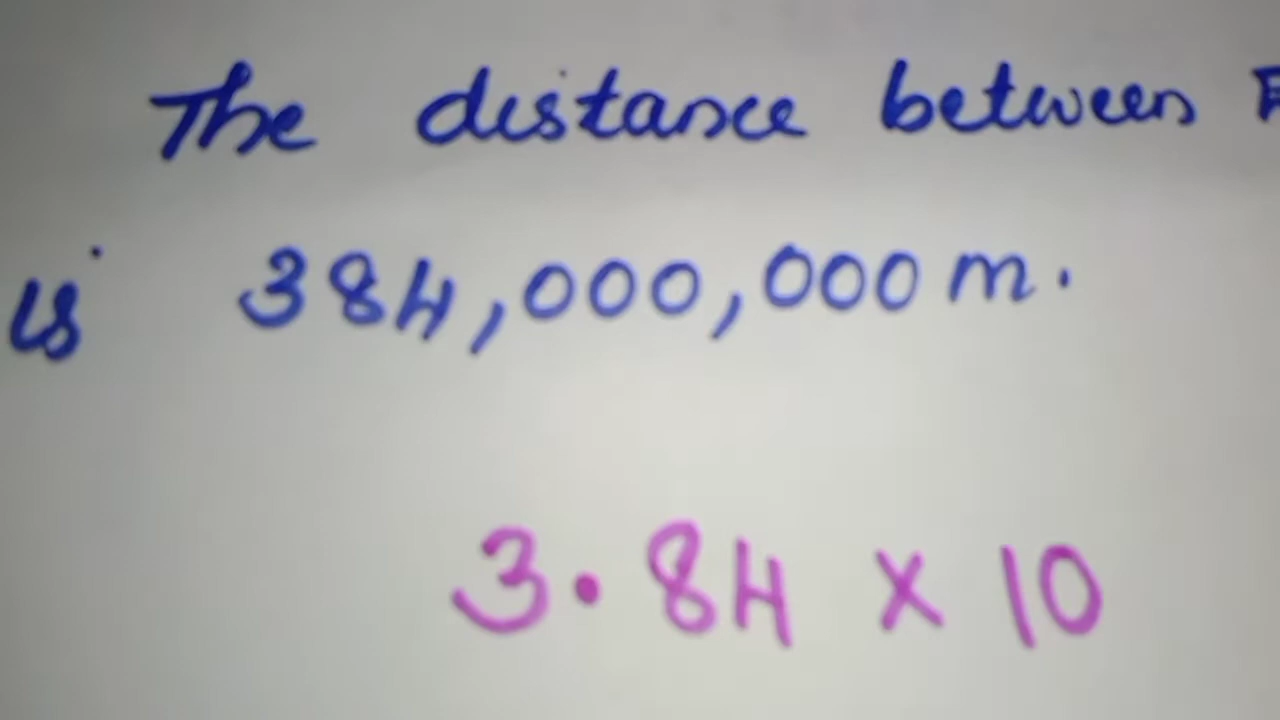 The distance between
is 384,000,000 m.
3.84 x 10